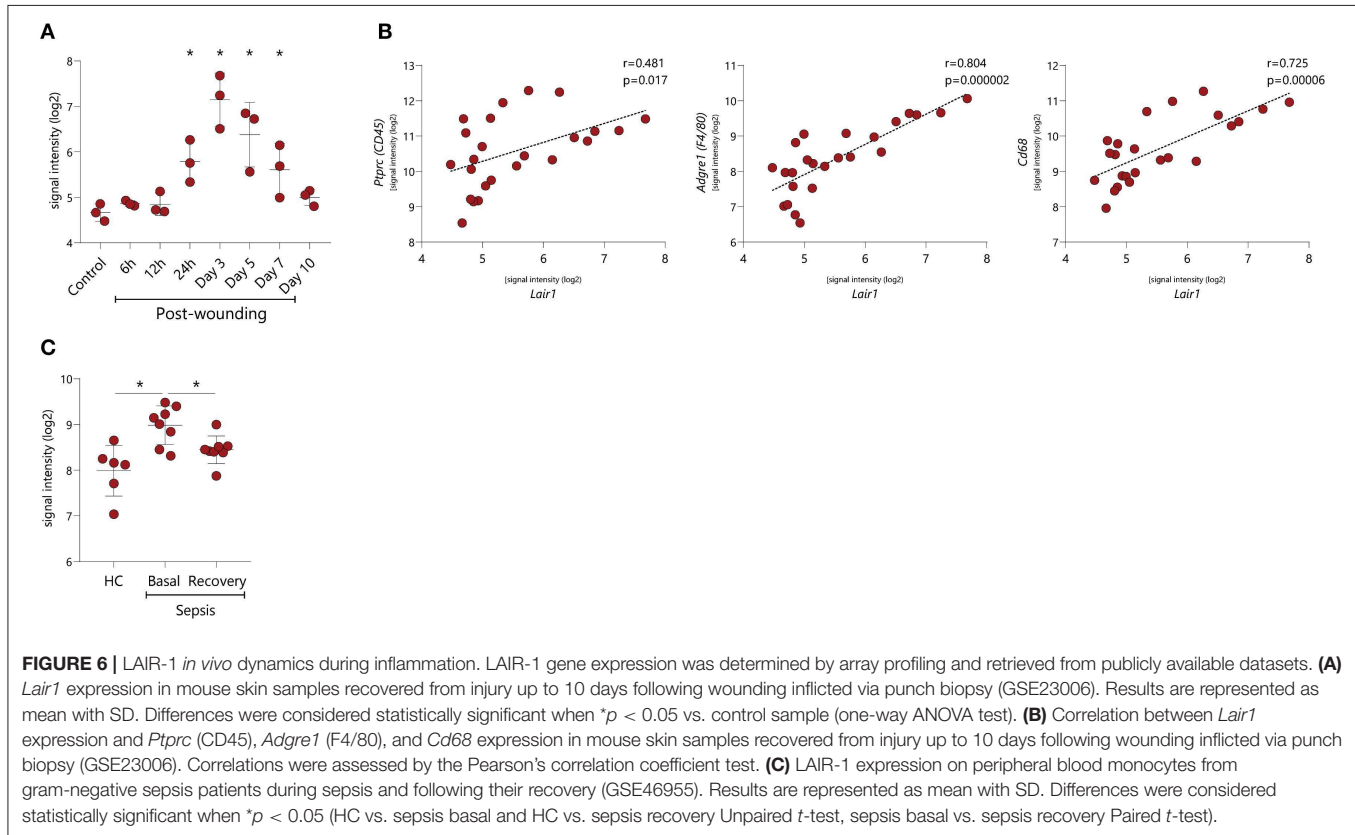 A
signal intensity (log2)
8
7
6
5
4
* * * *
Control
6h
12h
24h
Day 3
Day 5
Day 7
Day 10
Post-wounding
B
Ptprc (CD45)
[signal intensity (log2)
13
12
11
10
9
8
r=0.481
p=0.017
4 5 6 7 8
[signal intensity (log2)
Lair1
Adgre1 (F4/80)
[signal intensity (log2)
11
10
9
8
7
6
r=0.804
p=0.000002
4 5 6 7 8
[signal intensity (log2)
Lair1
Cd68
[signal intensity (log2)
12
11
10
9
8
7
r=0.725
p=0.00006
4 5 6 7 8
[signal intensity (log2)
Lair1
C
signal intensity (log2)
10
9
8
7
6
* *
HC Basal Recovery
Sepsis
FIGURE 6 | LAIR-1 in vivo dynamics during inflammation. LAIR-1 gene expression was determined by array profiling and retrieved from publicly available datasets. (A)
Lair1 expression in mouse skin samples recovered from injury up to 10 days following wounding inflicted via punch biopsy (GSE23006). Results are represented as
mean with SD. Differences were considered statistically significant when *p < 0.05 vs. control sample (one-way ANOVA test). (B) Correlation between Lair1
expression and Ptprc (CD45), Adgre1 (F4/80), and Cd68 expression in mouse skin samples recovered from injury up to 10 days following wounding inflicted via punch
biopsy (GSE23006). Correlations were assessed by the Pearson's correlation coefficient test. (C) LAIR-1 expression on peripheral blood monocytes from
gram-negative sepsis patients during sepsis and following their recovery (GSE46955). Results are represented as mean with SD. Differences were considered
statistically significant when *p < 0.05 (HC vs. sepsis basal and HC vs. sepsis recovery Unpaired t-test, sepsis basal vs. sepsis recovery Paired t-test).